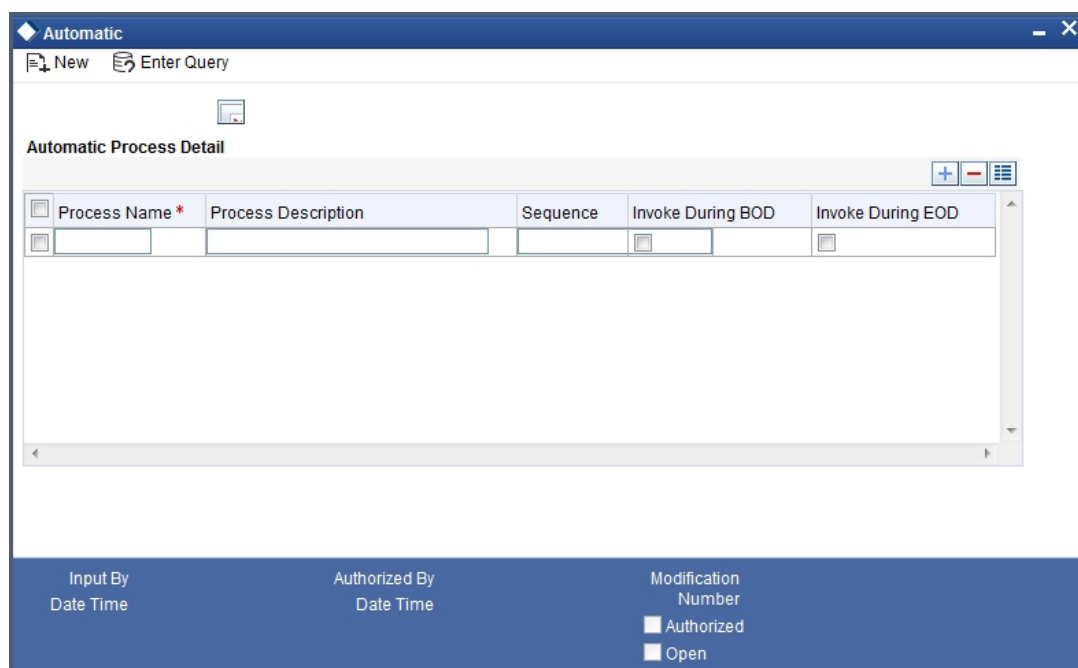 Automatic
New Enter Query
Automatic Process Detail
Process Name * Process Description Sequence Invoke During BOD Invoke During EOD
Input By Authorized By Modification
Number
Date Time Date Time
Authorized
Open